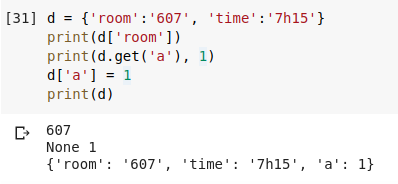 [31] d = {'room':'607', 'time':'7h15'}
print(d['room'])
print(d.get('a'), 1)
d['a'] = 1
print(d)
607
None 1
{'room': '607', 'time': '7h15', 'a': 1}